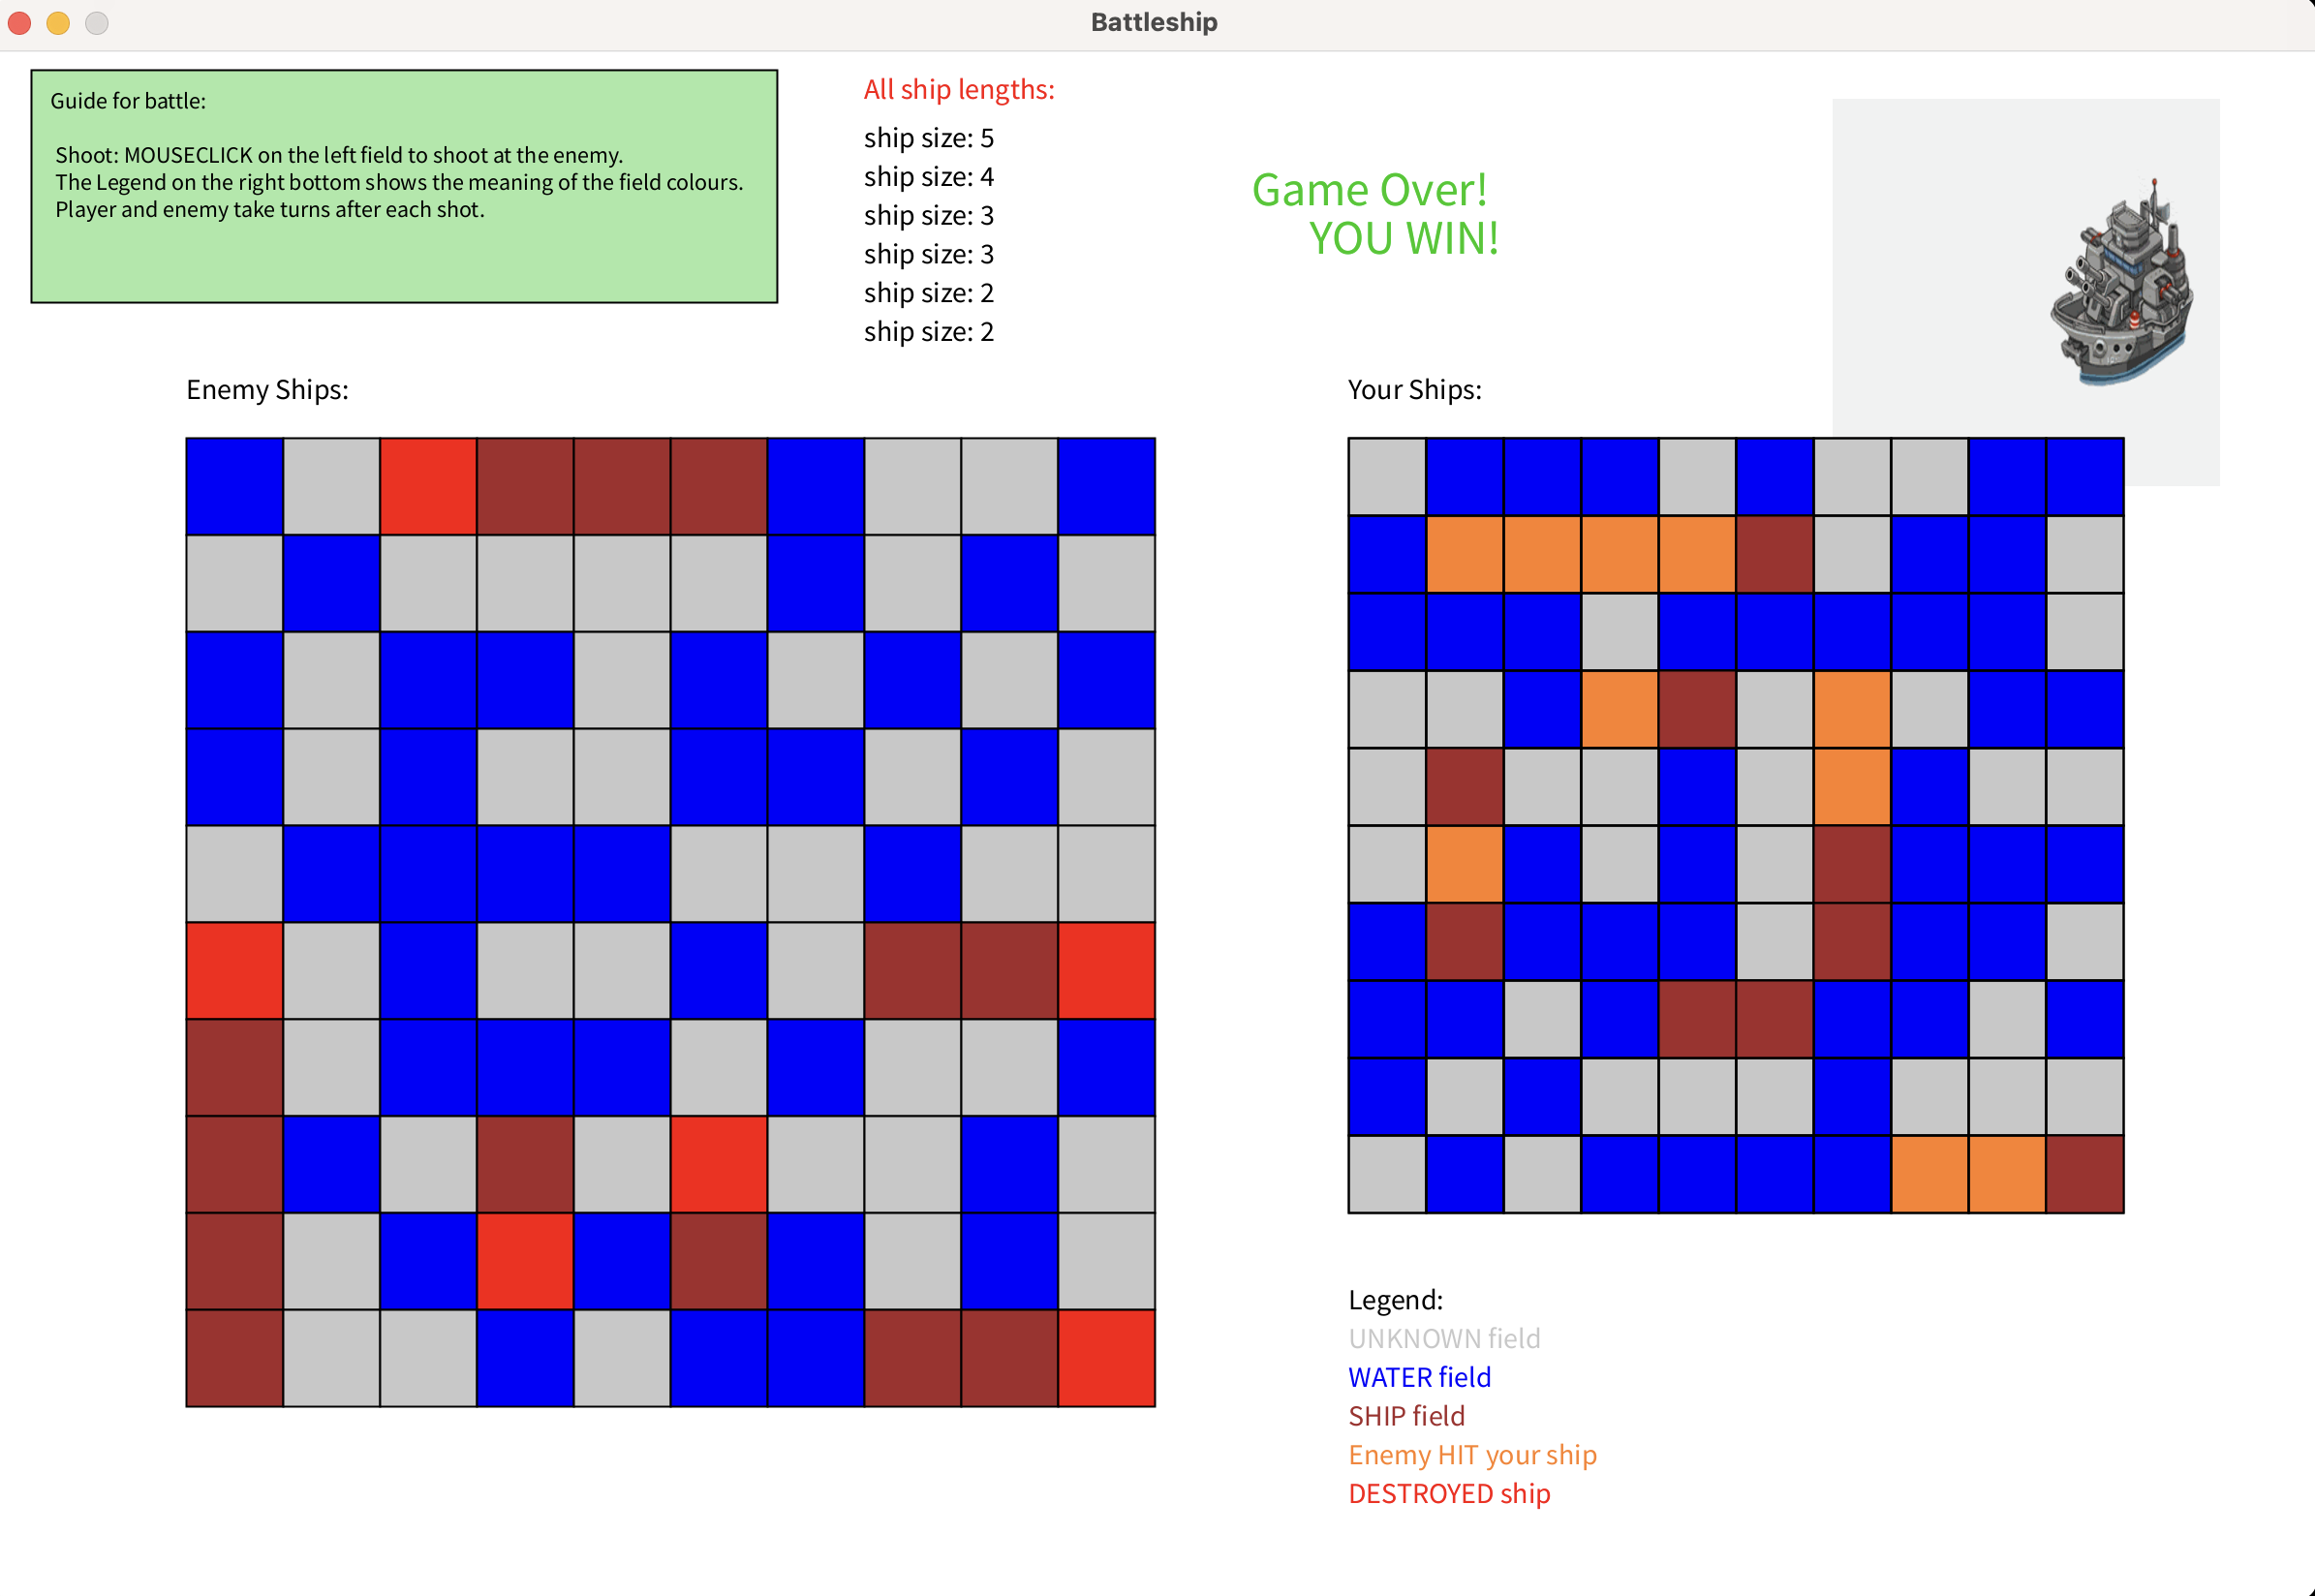 Battleship
Guide for battle:
Shoot: MOUSECLICK on the left field to shoot at the enemy.
The Legend on the right bottom shows the meaning of the field colours.
Player and enemy take turns after each shot.
All ship lengths:
ship size: 5
ship size: 4
ship size: 3
ship size: 3
ship size: 2
ship size: 2
Game Over!
YOU WIN!
Enemy Ships:
Your Ships:
Legend:
UNKNOWN field
WATER field
SHIP field
Enemy HIT your ship
DESTROYED ship